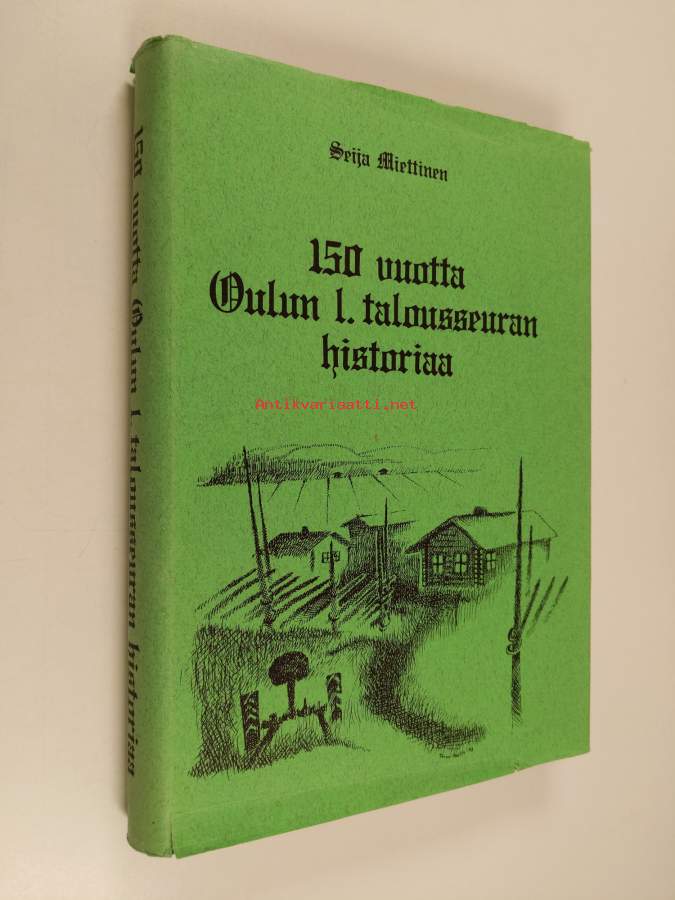 Seija Miettinen
150 vuotta
Oulun l. talousseuran
historiaa
Antikvariaatti.net
150 vuotta Oulun l. talousseuran historiaa